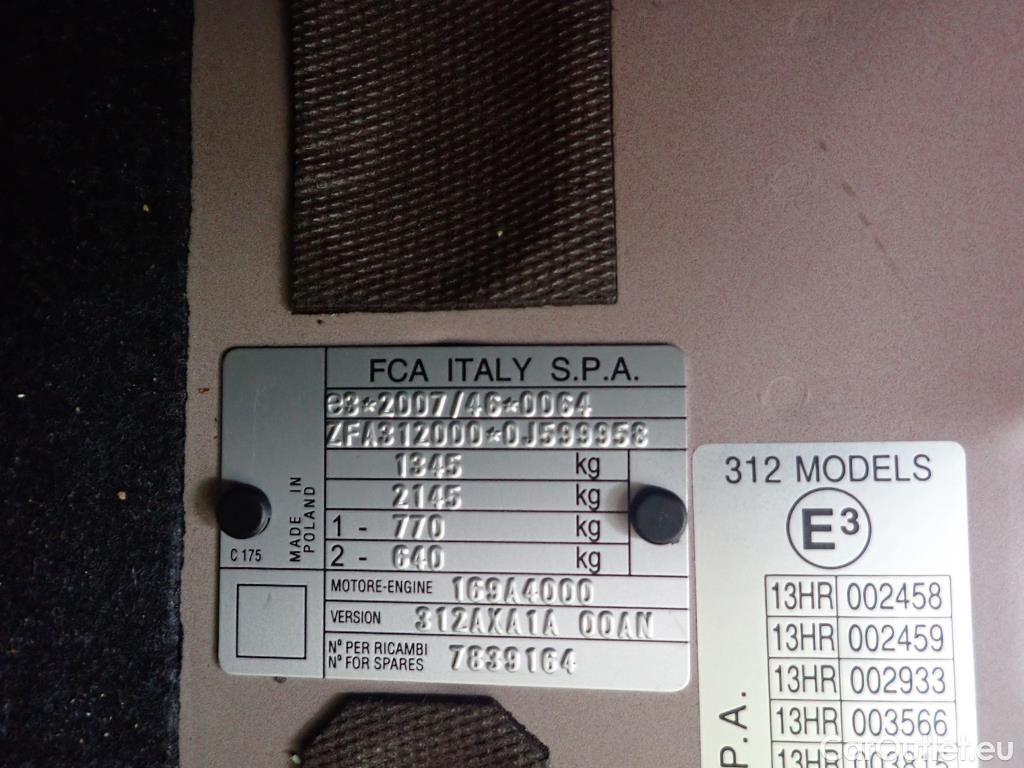 FCA ITALY S.P.A.
e3*2007/46*0064
ZFA312000*0J599958
1345 kg
2145 kg
1 - 770 kg
2 - 640 kg
MADE IN
POLAND
C 175
MOTORE-ENGINE 169A4000
VERSION 312AXA1A 00AN
N° PER RICAMBI
N° FOR SPARES 7839164
312 MODELS
E3
13HR 002458
13HR 002459
13HR 002933
13HR 003566
13HR 003815
P.A.
CarOutlet.eu